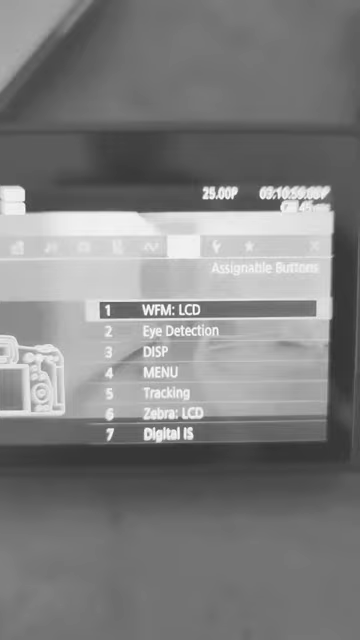 25.00P
Assignable Buttons
1 WFM: LCD
2 Eye Detection
3 DISP
4 MENU
5 Tracking
6 Zebra: LCD
7 Digital IS